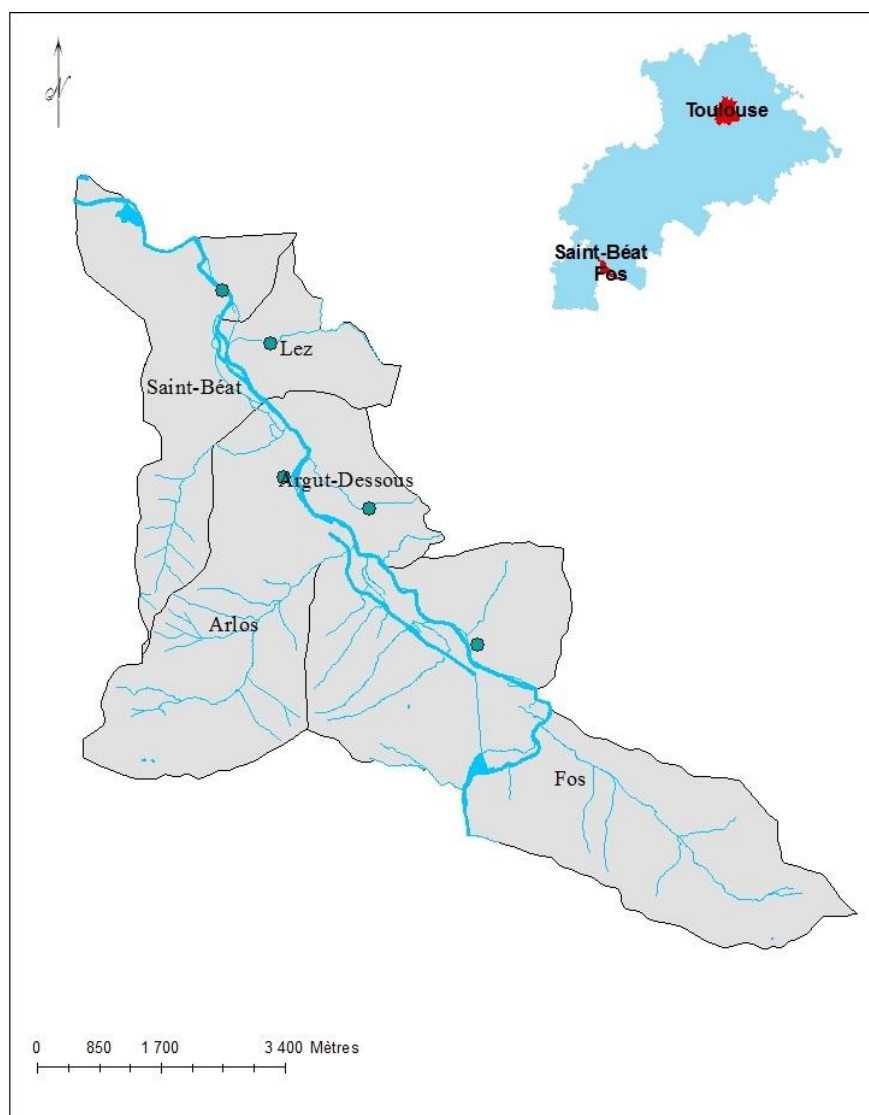 N
Toulouse
Saint-Béat
Fos
Lez
Saint-Béat
Argut-Dessous
Arlos
Fos
0 850 1 700 3 400 Mètres